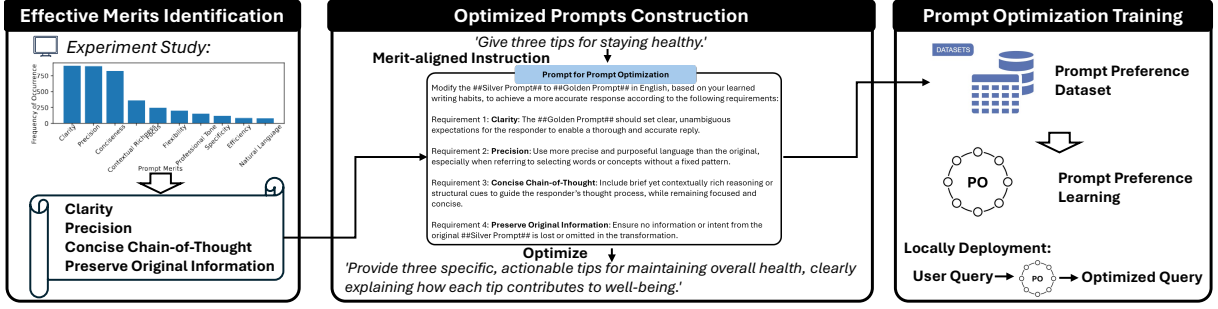 Effective Merits Identification
Experiment Study:
Frequency of Occurrence
750
500
250
0
Clarity
Precision
Conciseness
Contextual Richness
Focus
Flexibility
Professional Tone
Specificity
Efficiency
Natural Language
Prompt Merits
Clarity
Precision
Concise Chain-of-Thought
Preserve Original Information
Optimized Prompts Construction
'Give three tips for staying healthy.'
Merit-aligned Instruction
Prompt for Prompt Optimization
Modify the ##Silver Prompt## to ##Golden Prompt## in English, based on your learned
writing habits, to achieve a more accurate response according to the following requirements:
Requirement 1: Clarity: The ##Golden Prompt## should set clear, unambiguous
expectations for the responder to enable a thorough and accurate reply.
Requirement 2: Precision: Use more precise and purposeful language than the original,
especially when referring to selecting words or concepts without a fixed pattern.
Requirement 3: Concise Chain-of-Thought: Include brief yet contextually rich reasoning or
structural cues to guide the responder's thought process, while remaining focused and
concise.
Requirement 4: Preserve Original Information: Ensure no information or intent from the
original ##Silver Prompt## is lost or omitted in the transformation.
Optimize
'Provide three specific, actionable tips for maintaining overall health, clearly
explaining how each tip contributes to well-being.'
Prompt Optimization Training
DATASETS
Prompt Preference
Dataset
PO
Prompt Preference
Learning
Locally Deployment:
User Query
PO
Optimized Query